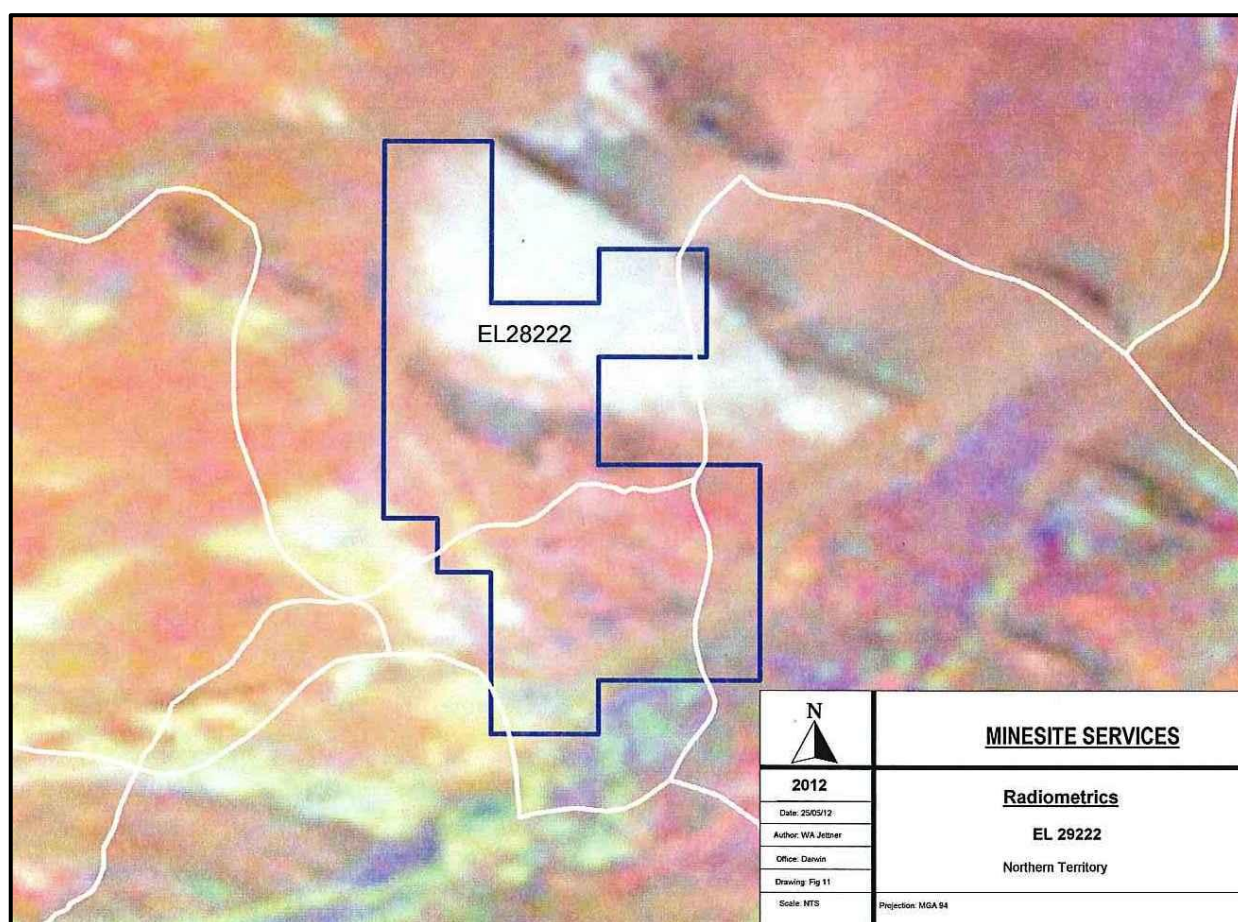 EL28222
N
MINESITE SERVICES
2012
Date: 25/05/12
Author: WA Jettner
Office: Darwin
Drawing: Fig 11
Scale: NTS
Radiometrics
EL 29222
Northern Territory
Projection: MGA 94